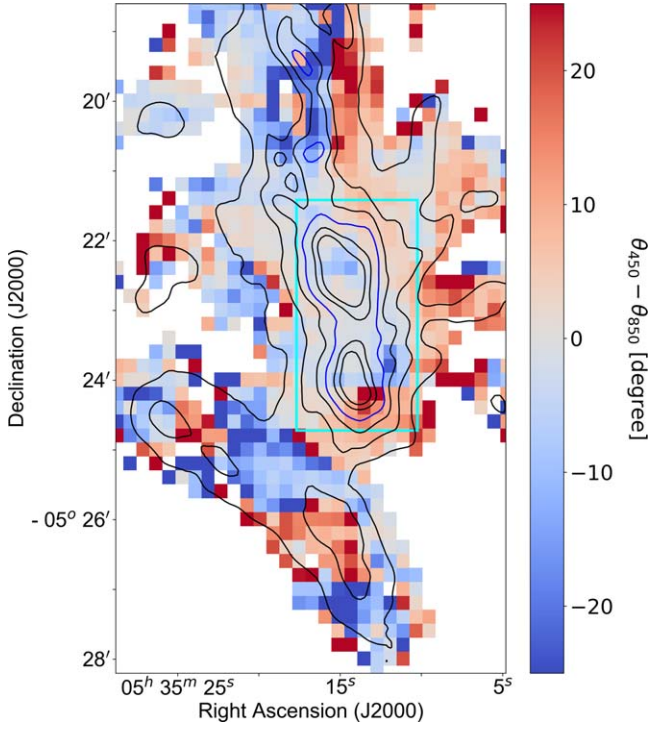 20′
22′
24′
- 05° 26′
28′
Declination (J2000)
05ʰ 35ᵐ 25ˢ 15ˢ 5ˢ
Right Ascension (J2000)
20
10
0
−10
−20
θ₄₅₀ − θ₈₅₀ [degree]